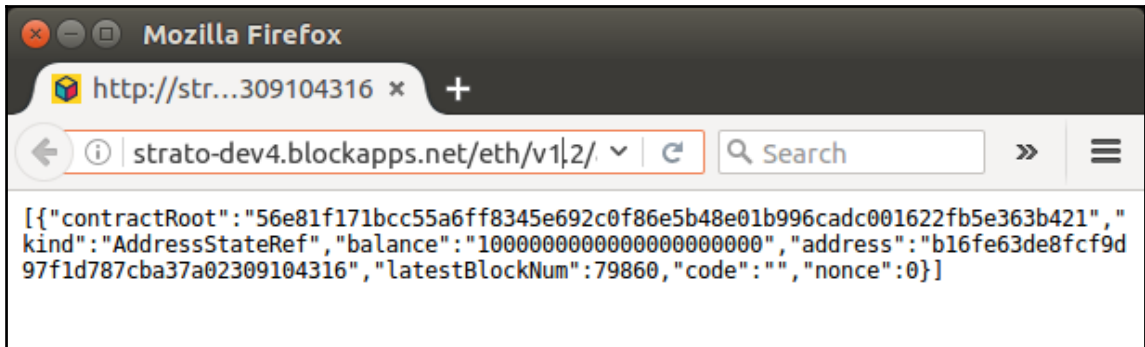 Mozilla Firefox
http://str...309104316
strato-dev4.blockapps.net/eth/v1.2/
Search
[{"contractRoot":"56e81f171bcc55a6ff8345e692c0f86e5b48e01b996cadc001622fb5e363b421","
kind":"AddressStateRef","balance":"1000000000000000000000","address":"b16fe63de8fcf9d
97f1d787cba37a02309104316","latestBlockNum":79860,"code":"","nonce":0}]